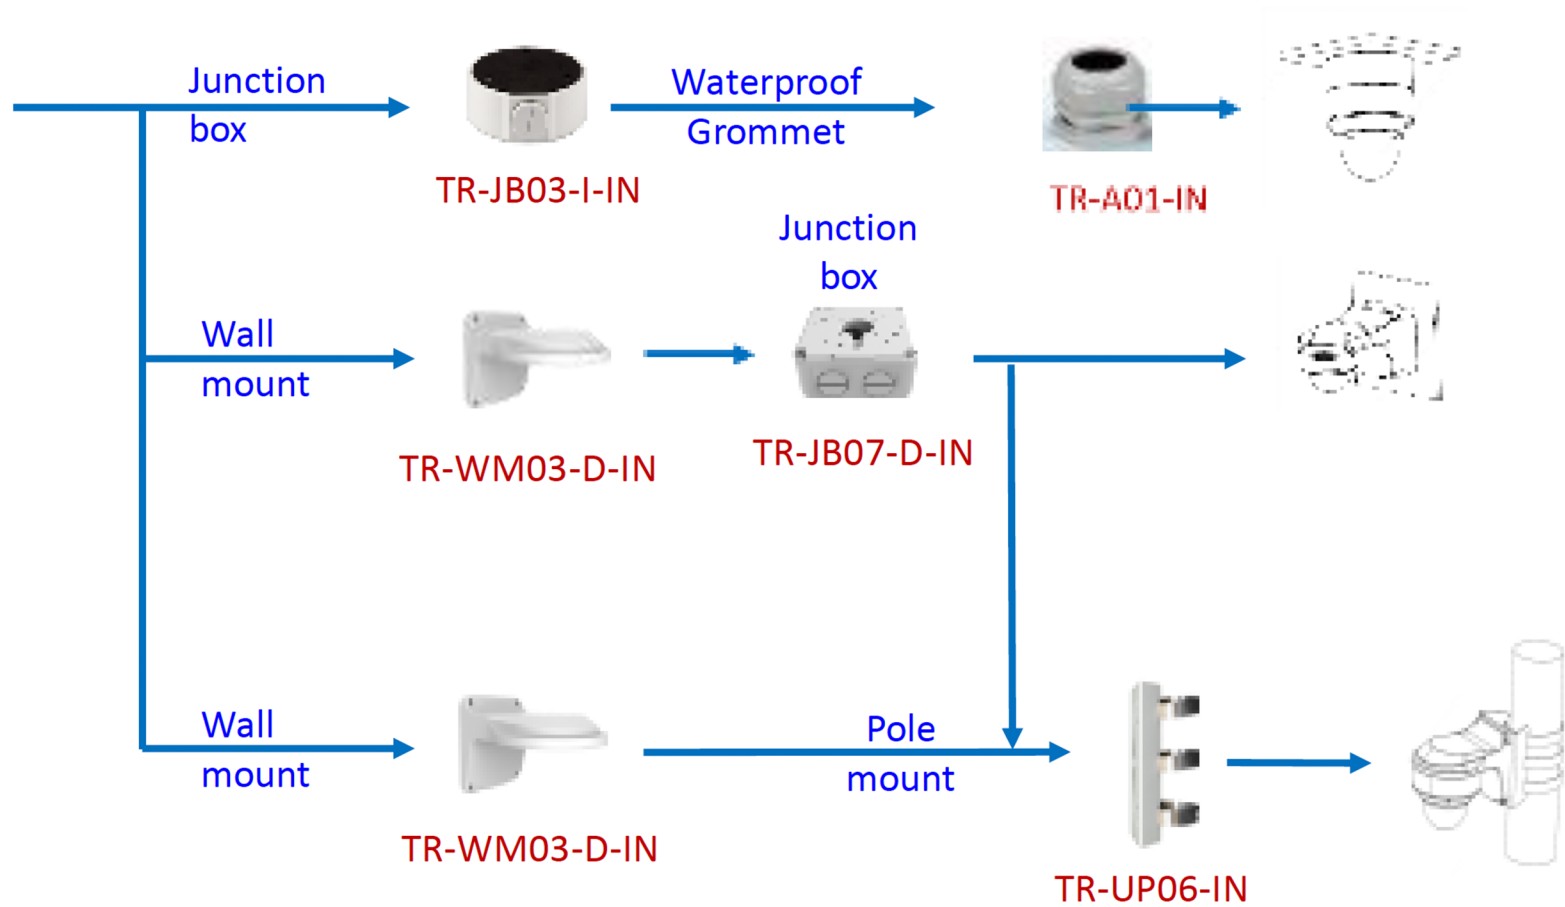 Junction
box
TR-JB03-I-IN
Waterproof
Grommet
TR-A01-IN
Wall
mount
TR-WM03-D-IN
Junction
box
TR-JB07-D-IN
Wall
mount
TR-WM03-D-IN
Pole
mount
TR-UP06-IN